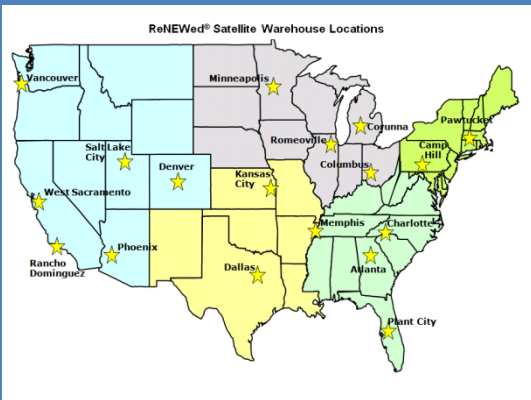 ReNEWed® Satellite Warehouse Locations
Vancouver
Minneapolis
Pawtucket
Corunna
Romeoville
Camp
Hill
Salt Lake
City
Denver
Columbus
Kansas
City
West Sacramento
Memphis
Charlotte
Phoenix
Rancho
Dominguez
Dallas
Atlanta
Plant City